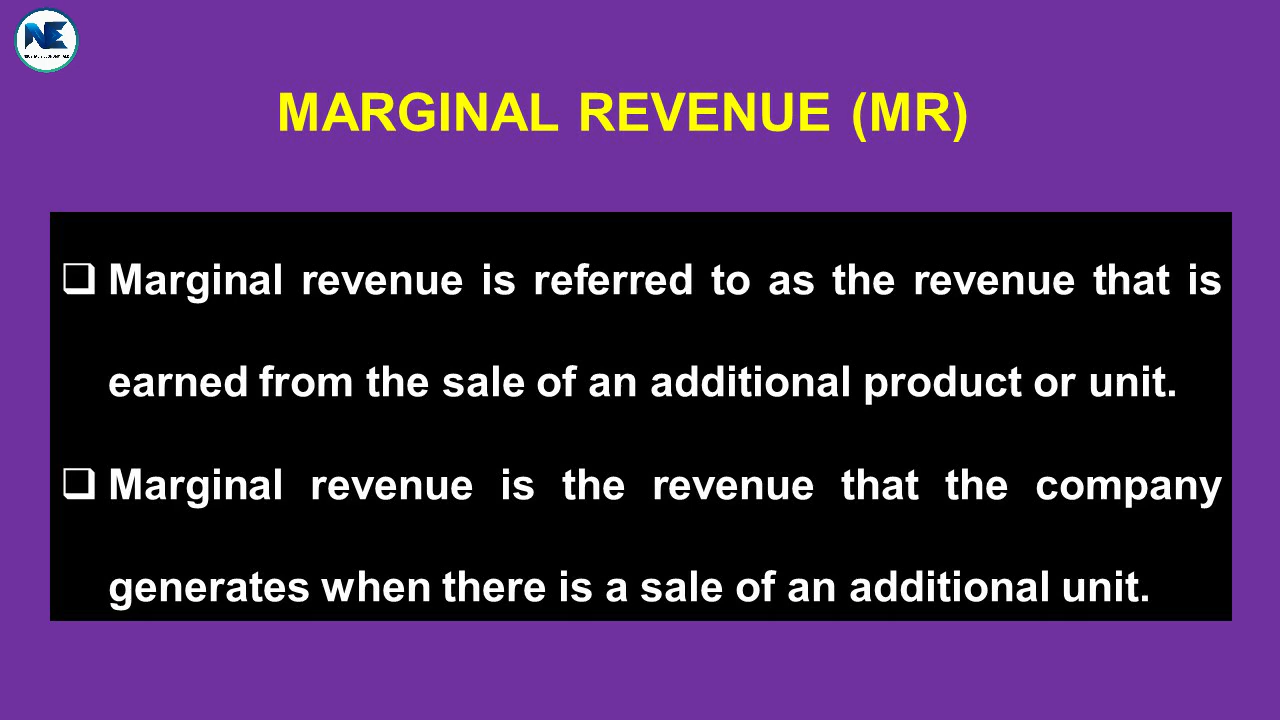 NE
MARGINAL REVENUE (MR)
❑ Marginal revenue is referred to as the revenue that is
earned from the sale of an additional product or unit.
❑ Marginal revenue is the revenue that the company
generates when there is a sale of an additional unit.